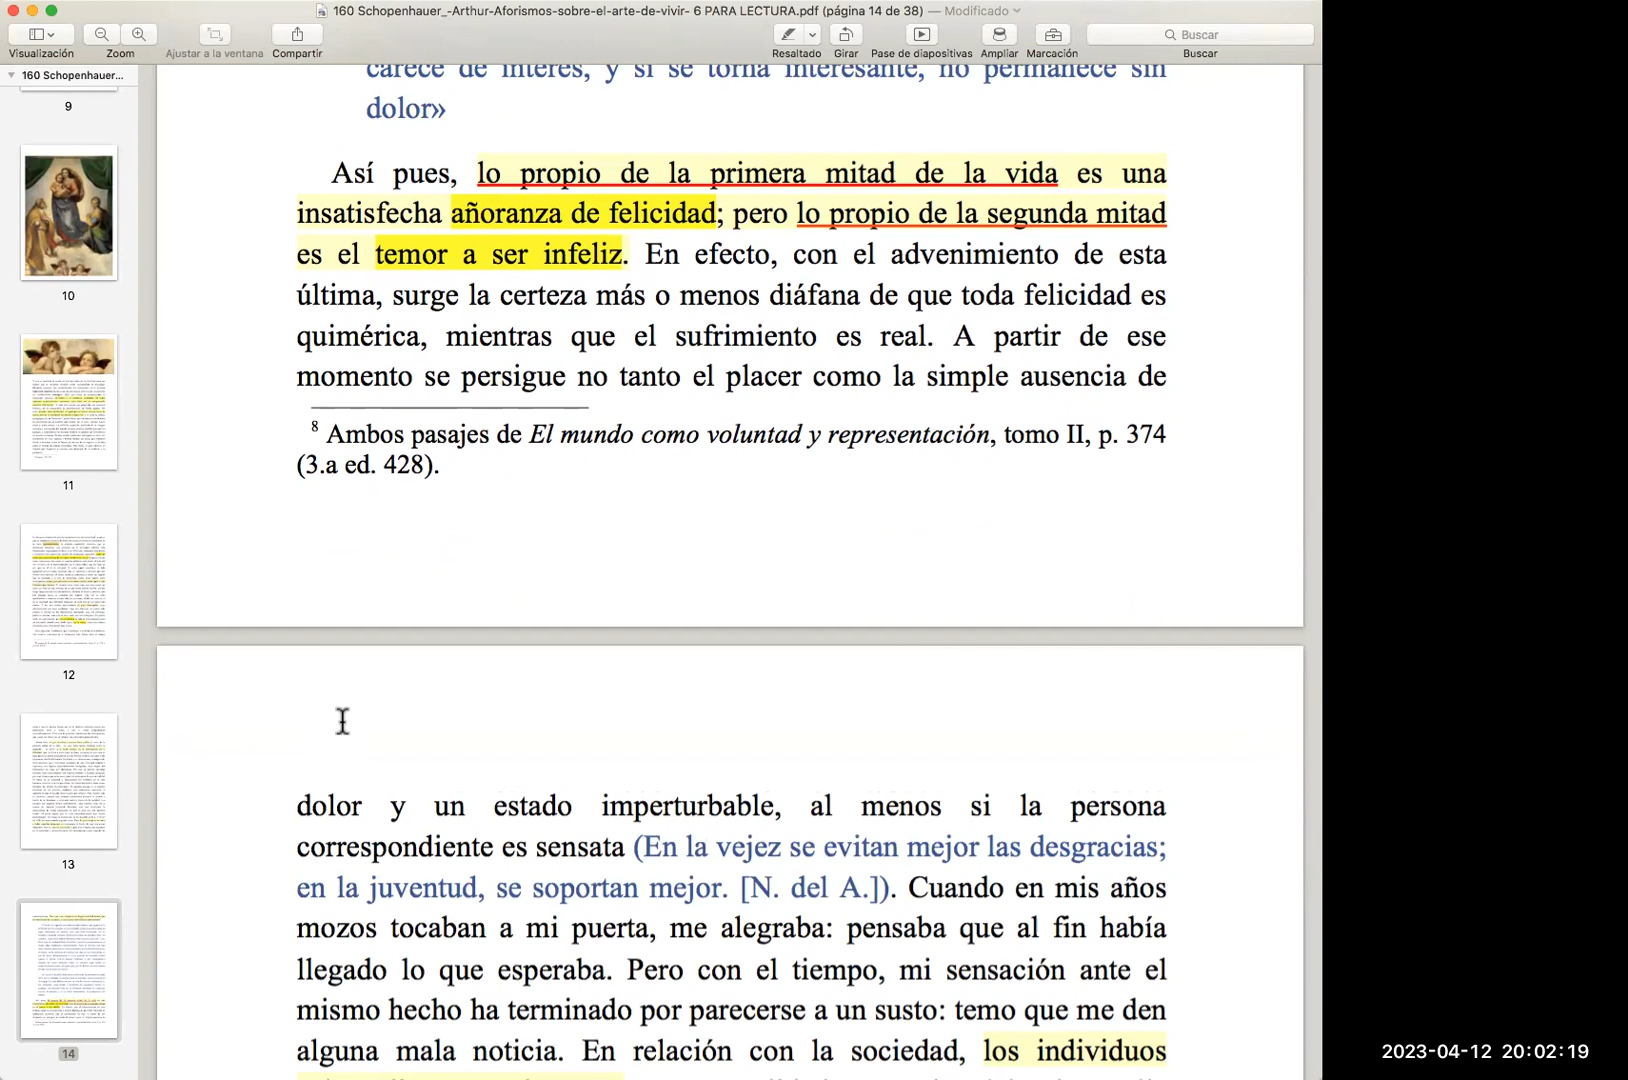 160 Schopenhauer_-Arthur-Aforismos-sobre-el-arte-de-vivir- 6 PARA LECTURA.pdf (página 14 de 38) — Modificado
Buscar
Visualización
Zoom
Ajustar a la ventana
Compartir
Resaltado
Girar
Pase de diapositivas
Ampliar
Marcación
Buscar
160 Schopenhauer...
9
10
11
12
13
14
carece de interés, y si se torna interesante, no permanece sin
dolor»
Así pues, lo propio de la primera mitad de la vida es una
insatisfecha añoranza de felicidad; pero lo propio de la segunda mitad
es el temor a ser infeliz. En efecto, con el advenimiento de esta
última, surge la certeza más o menos diáfana de que toda felicidad es
quimérica, mientras que el sufrimiento es real. A partir de ese
momento se persigue no tanto el placer como la simple ausencia de
8 Ambos pasajes de El mundo como voluntad y representación, tomo II, p. 374
(3.a ed. 428).
dolor y un estado imperturbable, al menos si la persona
correspondiente es sensata (En la vejez se evitan mejor las desgracias;
en la juventud, se soportan mejor. [N. del A.]). Cuando en mis años
mozos tocaban a mi puerta, me alegraba: pensaba que al fin había
llegado lo que esperaba. Pero con el tiempo, mi sensación ante el
mismo hecho ha terminado por parecerse a un susto: temo que me den
alguna mala noticia. En relación con la sociedad, los individuos
2023-04-12 20:02:19